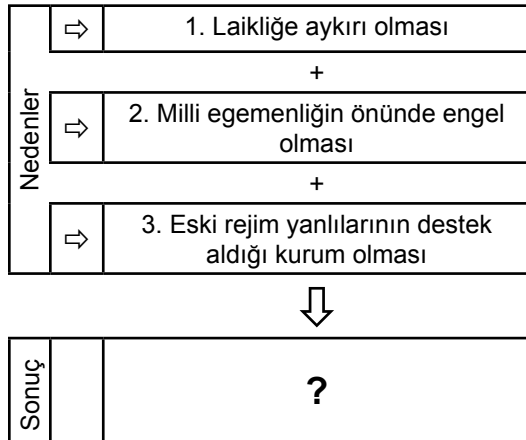 Nedenler
⇨ 1. Laikliğe aykırı olması
+
⇨ 2. Milli egemenliğin önünde engel
olması
+
⇨ 3. Eski rejim yanlılarının destek
aldığı kurum olması
Sonuç
?